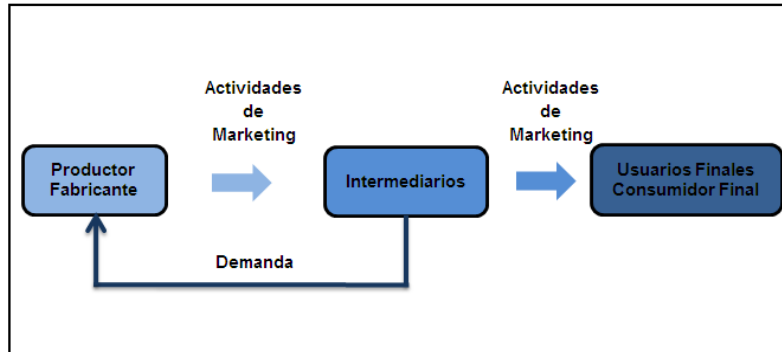 Actividades
de
Marketing
Actividades
de
Marketing
Productor
Fabricante
Intermediarios
Usuarios Finales
Consumidor Final
Demanda